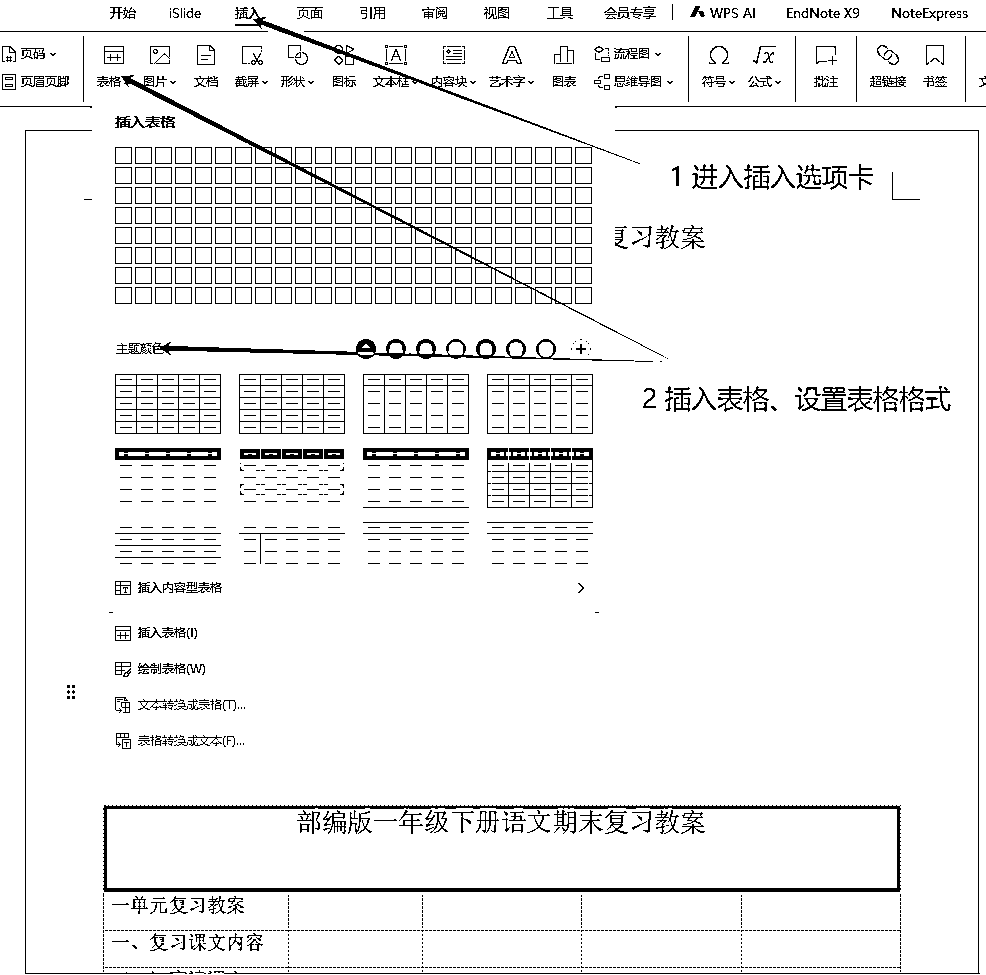 开始 iSlide 插入 页面 引用 审阅 视图 工具 会员专享 WPS AI EndNote X9 NoteExpress
页码 流程图
页眉页脚 表格 图片 文档 截屏 形状 图标 文本框 内容块 艺术字 图表 思维导图 符号 公式 批注 超链接 书签
插入表格
1 进入插入选项卡
复习教案
主题颜色
2 插入表格、设置表格格式
插入内容型表格
插入表格(I)
绘制表格(W)
文本转换成表格(T)...
表格转换成文本(F)...
部编版一年级下册语文期末复习教案
一单元复习教案
一、复习课文内容